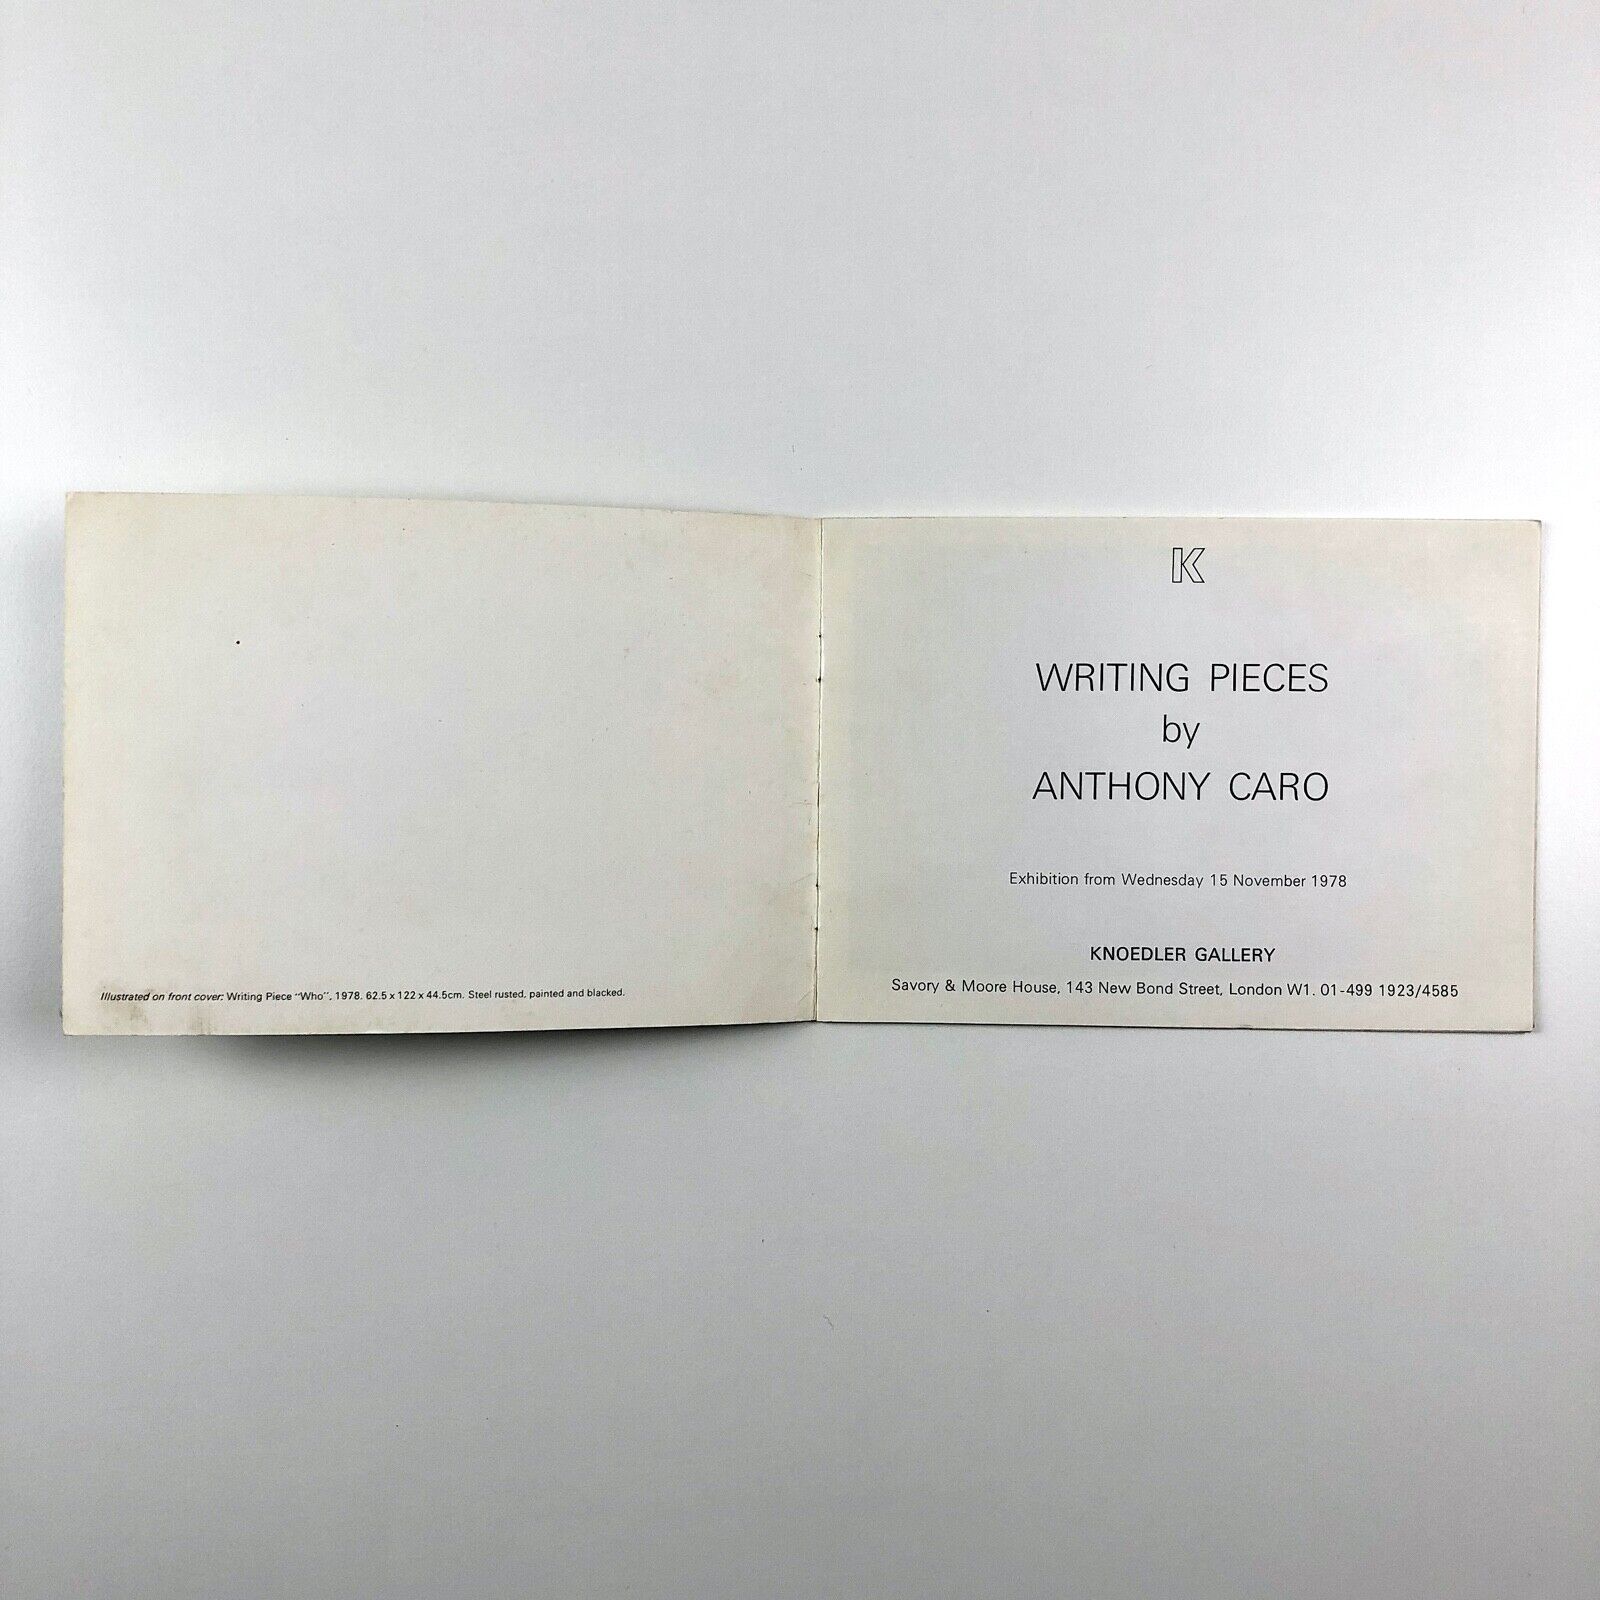 Illustrated on front cover: Writing Piece "Who", 1978. 62.5 x 122 x 44.5cm. Steel rusted, painted and blacked.
K
WRITING PIECES
by
ANTHONY CARO
Exhibition from Wednesday 15 November 1978
KNOEDLER GALLERY
Savory & Moore House, 143 New Bond Street, London W1. 01-499 1923/4585